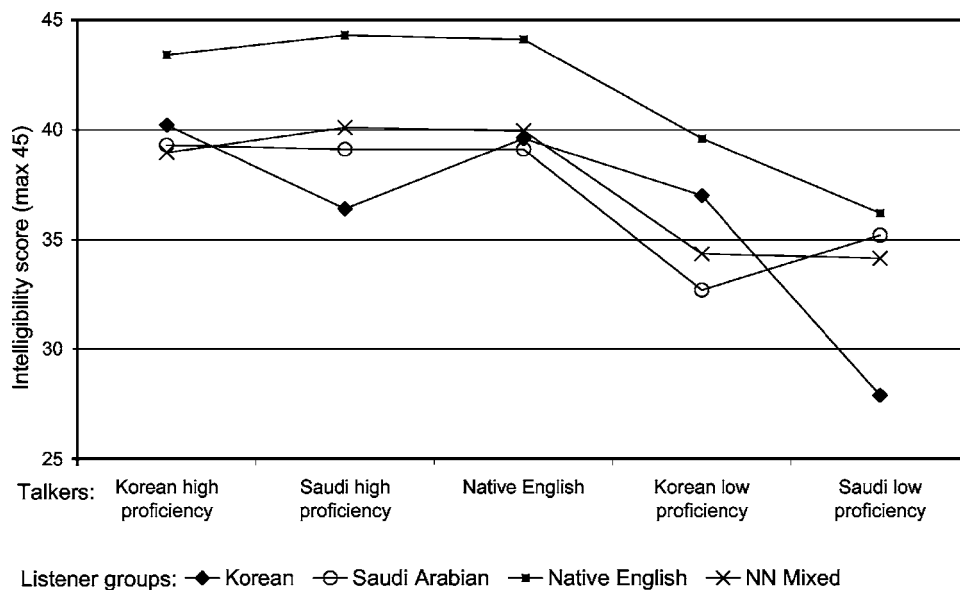 Intelligibility score (max 45)
45
40
35
30
25
Talkers: Korean high proficiency Saudi high proficiency Native English Korean low proficiency Saudi low proficiency
Listener groups: Korean Saudi Arabian Native English NN Mixed